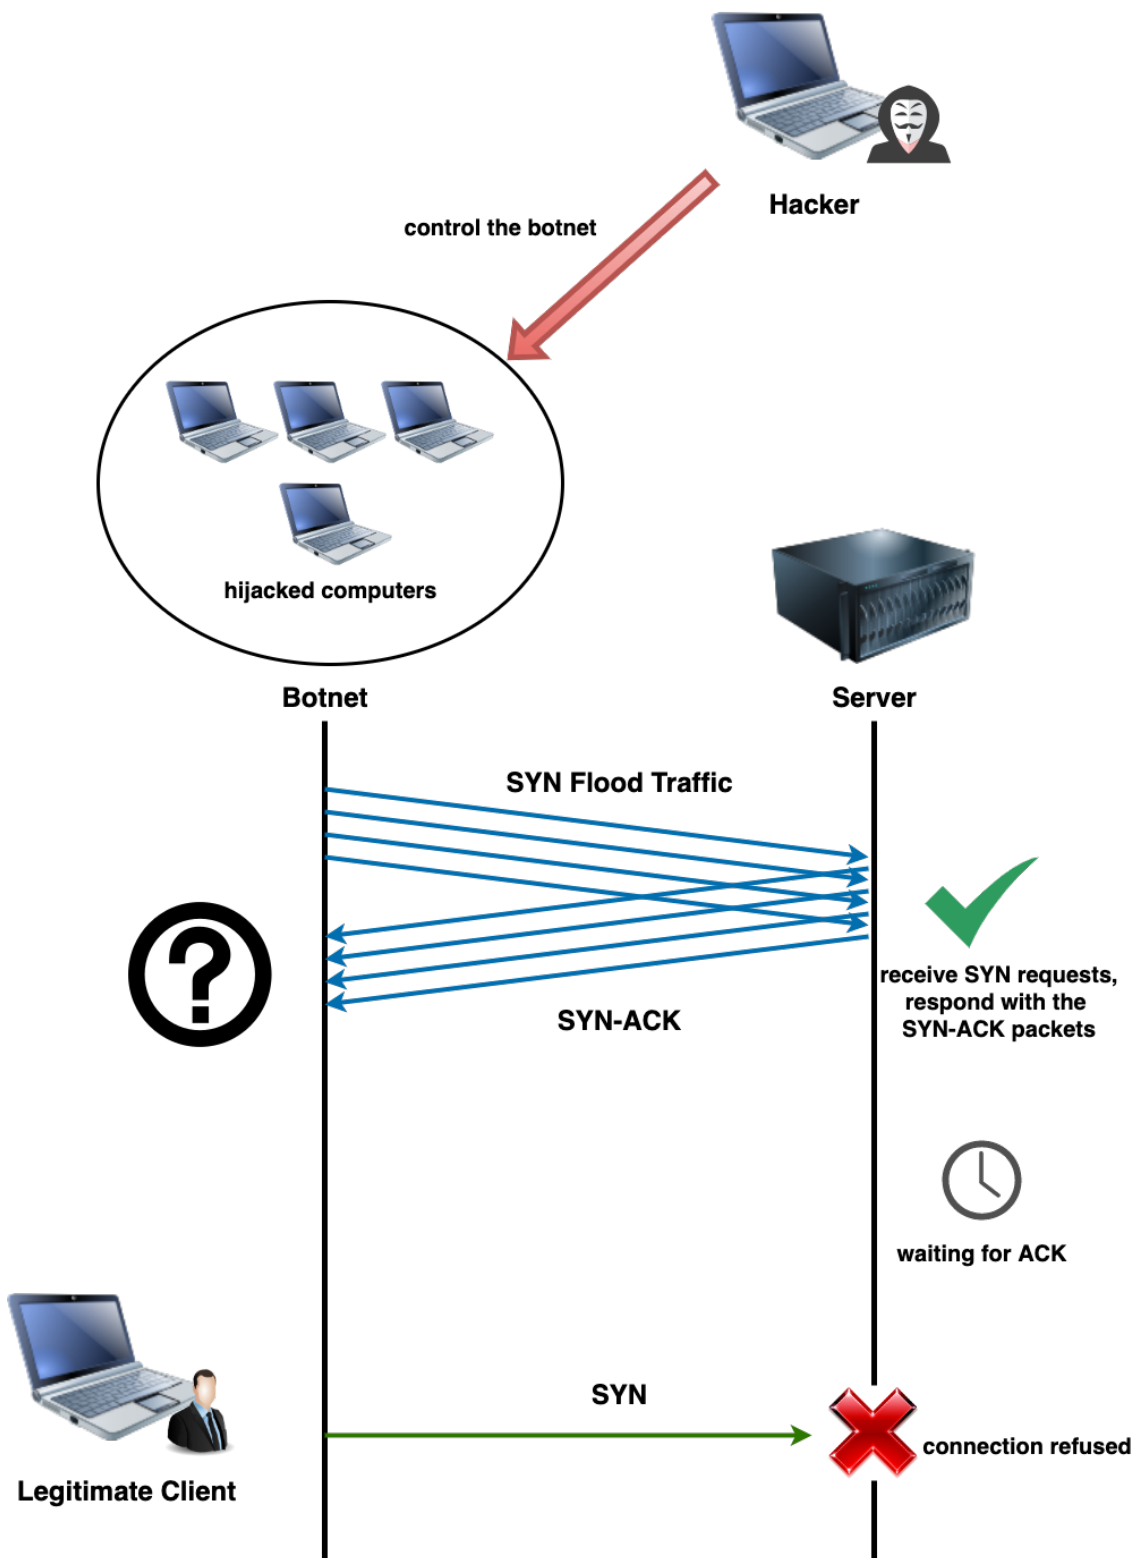 Hacker
control the botnet
hijacked computers
Botnet
Server
SYN Flood Traffic
SYN-ACK
receive SYN requests,
respond with the
SYN-ACK packets
waiting for ACK
SYN
connection refused
Legitimate Client